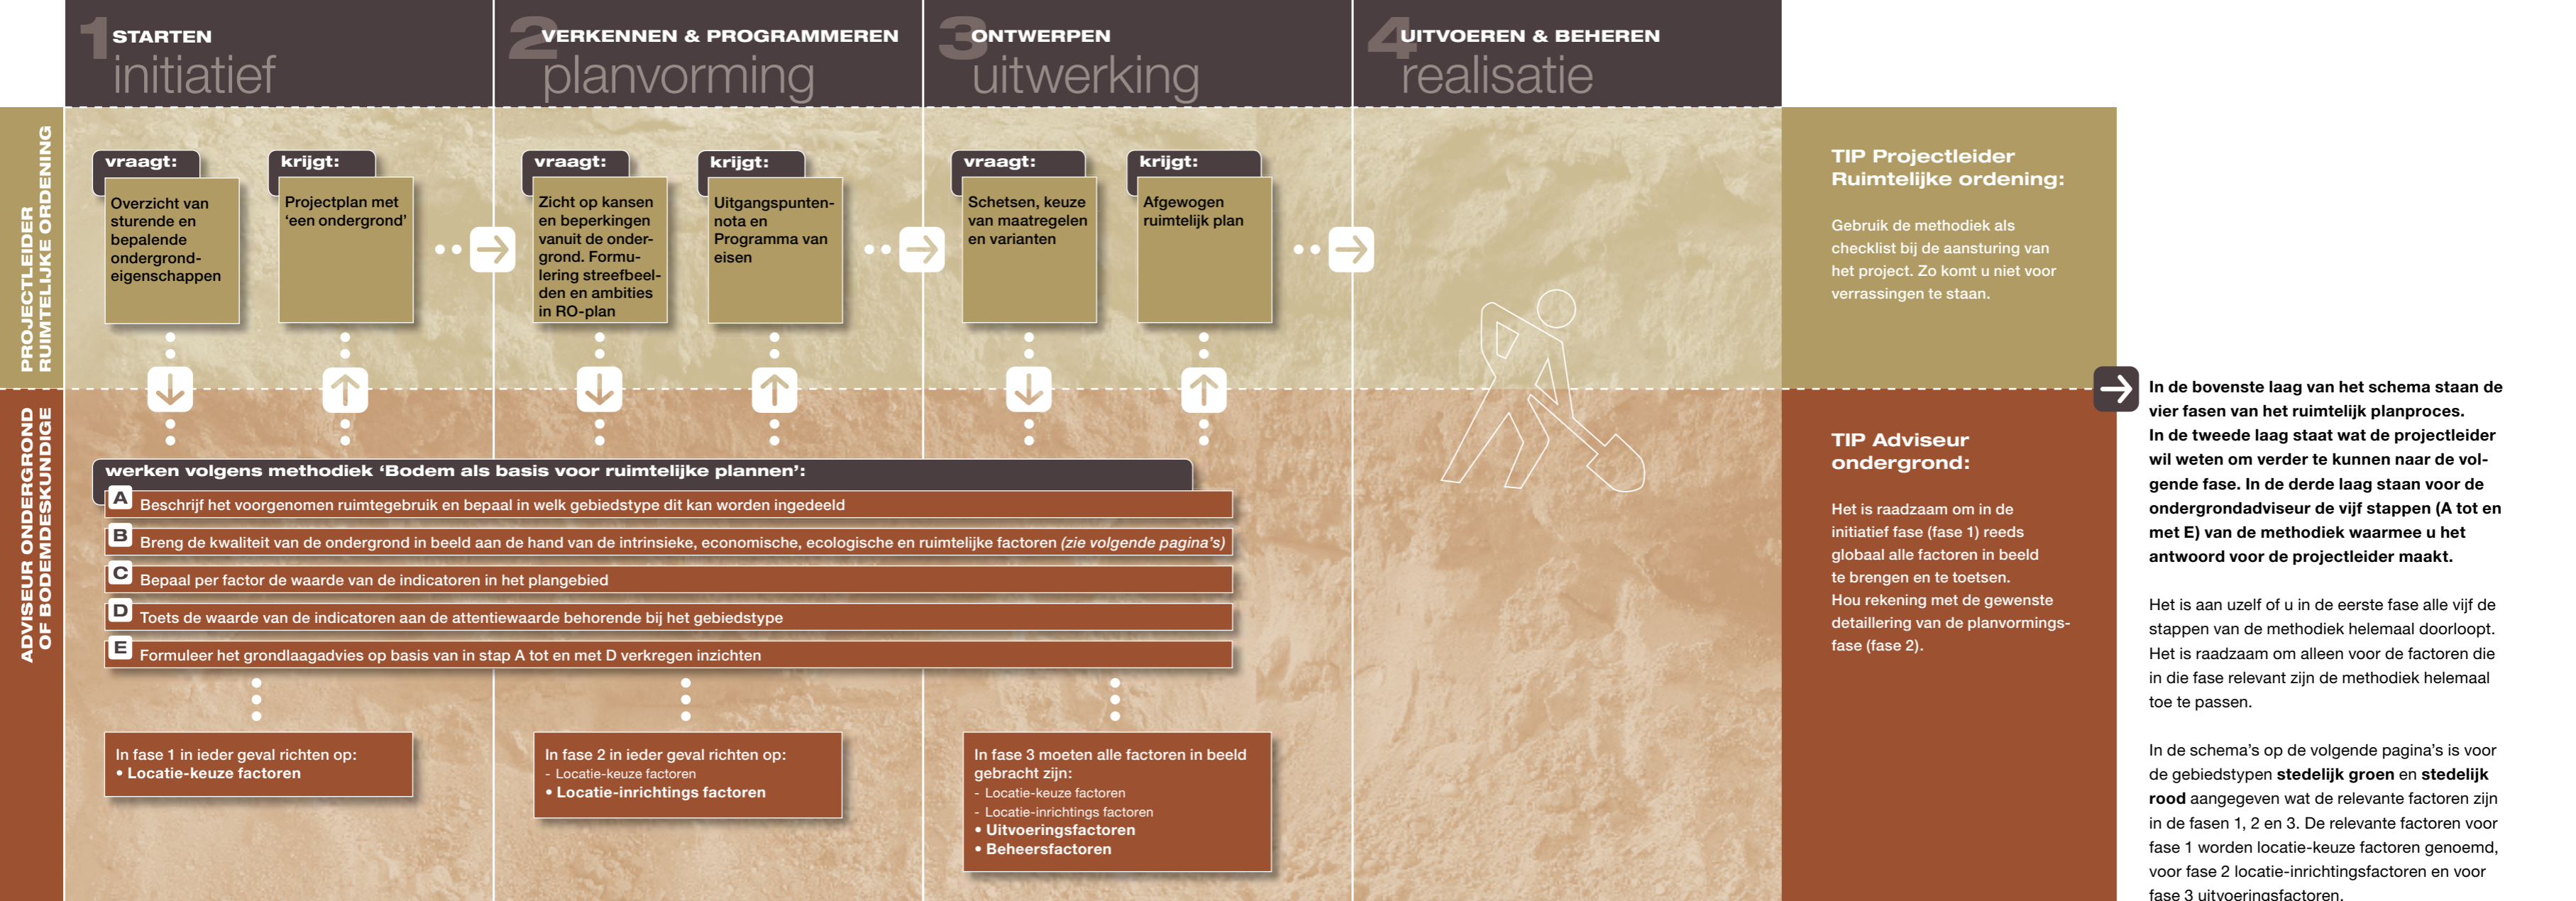 1 STARTEN
initiatief
2 VERKENNEN & PROGRAMMEREN
planvorming
3 ONTWERPEN
uitwerking
4 UITVOEREN & BEHEREN
realisatie
PROJECTLEIDER
RUIMTELIJKE ORDENING
vraagt:
Overzicht van
sturende en
bepalende
ondergrond-
eigenschappen
krijgt:
Projectplan met
‘een ondergrond’
vraagt:
Zicht op kansen
en beperkingen
vanuit de onder-
grond. Formu-
lering streefbeel-
den en ambities
in RO-plan
krijgt:
Uitgangspunten-
nota en
Programma van
eisen
vraagt:
Schetsen, keuze
van maatregelen
en varianten
krijgt:
Afgewogen
ruimtelijk plan
TIP Projectleider
Ruimtelijke ordening:
Gebruik de methodiek als
checklist bij de aansturing van
het project. Zo komt u niet voor
verrassingen te staan.
ADVISEUR ONDERGROND
OF BODEMDESKUNDIGE
werken volgens methodiek ‘Bodem als basis voor ruimtelijke plannen’:
A Beschrijf het voorgenomen ruimtegebruik en bepaal in welk gebiedstype dit kan worden ingedeeld
B Breng de kwaliteit van de ondergrond in beeld aan de hand van de intrinsieke, economische, ecologische en ruimtelijke factoren (zie volgende pagina’s)
C Bepaal per factor de waarde van de indicatoren in het plangebied
D Toets de waarde van de indicatoren aan de attentiewaarde behorende bij het gebiedstype
E Formuleer het grondlaagadvies op basis van in stap A tot en met D verkregen inzichten
In fase 1 in ieder geval richten op:
• Locatie-keuze factoren
In fase 2 in ieder geval richten op:
- Locatie-keuze factoren
• Locatie-inrichtings factoren
In fase 3 moeten alle factoren in beeld
gebracht zijn:
- Locatie-keuze factoren
- Locatie-inrichtings factoren
• Uitvoeringsfactoren
• Beheersfactoren
TIP Adviseur
ondergrond:
Het is raadzaam om in de
initiatief fase (fase 1) reeds
globaal alle factoren in beeld
te brengen en te toetsen.
Hou rekening met de gewenste
detaillering van de planvormings-
fase (fase 2).
In de bovenste laag van het schema staan de
vier fasen van het ruimtelijk planproces.
In de tweede laag staat wat de projectleider
wil weten om verder te kunnen naar de vol-
gende fase. In de derde laag staan voor de
ondergrondadviseur de vijf stappen (A tot en
met E) van de methodiek waarmee u het
antwoord voor de projectleider maakt.
Het is aan uzelf of u in de eerste fase alle vijf de
stappen van de methodiek helemaal doorloopt.
Het is raadzaam om alleen voor de factoren die
in die fase relevant zijn de methodiek helemaal
toe te passen.
In de schema’s op de volgende pagina’s is voor
de gebiedstypen stedelijk groen en stedelijk
rood aangegeven wat de relevante factoren zijn
in de fasen 1, 2 en 3. De relevante factoren voor
fase 1 worden locatie-keuze factoren genoemd,
voor fase 2 locatie-inrichtingsfactoren en voor
fase 3 uitvoeringsfactoren.